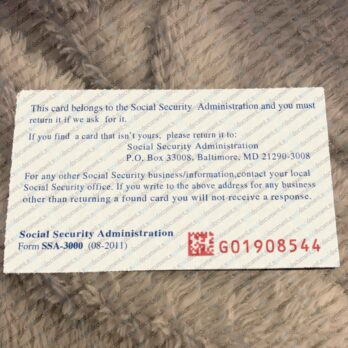 This card belongs to the Social Security Administration and you must
return it if we ask for it.
If you find a card that isn't yours, please return it to:
Social Security Administration
P.O. Box 33008, Baltimore, MD 21290-3008
For any other Social Security business/information,contact your local
Social Security office. If you write to the above address for any business
other than returning a found card you will not receive a response.
Social Security Administration
Form SSA-3000 (08-2011)
G01908544